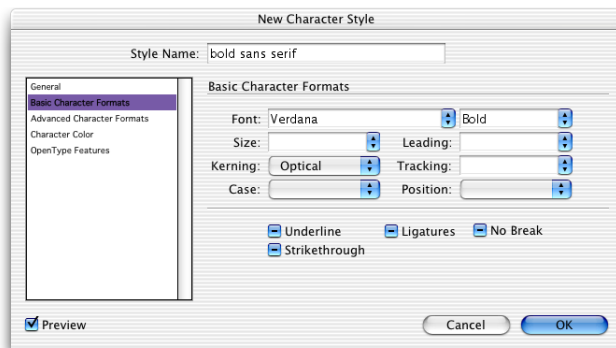 New Character Style
Style Name: bold sans serif
General
Basic Character Formats
Advanced Character Formats
Character Color
OpenType Features
Basic Character Formats
Font: Verdana Bold
Size: Leading:
Kerning: Optical Tracking:
Case: Position:
Underline Ligatures No Break
Strikethrough
Preview Cancel OK